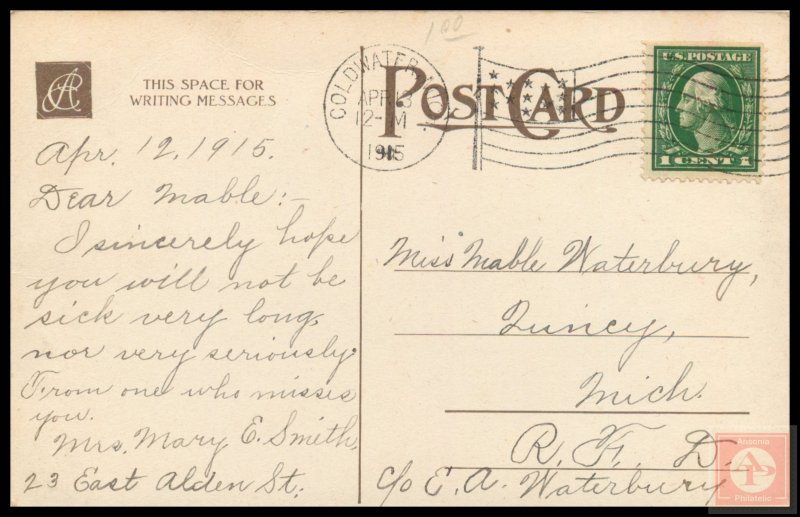 1.00
THIS SPACE FOR
WRITING MESSAGES
Apr. 12, 1915.
Dear Mable:-
I sincerely hope
you will not be
sick very long,
nor very seriously.
From one who misses
you.
Mrs. Mary E. Smith,
23 East Alden St.
COLDWATER,
APR 13
12-M
1915
POST CARD
U.S. POSTAGE
1 CENT 1
Miss Mable Waterbury,
Quincy,
Mich.
R. F. D.
c/o E. A. Waterbury
Ansonia
Philatelic